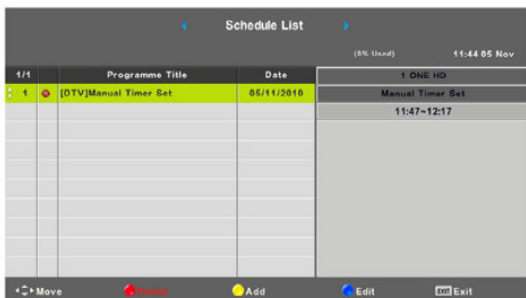 Schedule List
(0% Used) 11:44 05 Nov
1/1 Programme Title Date 1 ONE HD
1 [DTV]Manual Timer Set 05/11/2010 Manual Timer Set
11:47~12:17
Move Delete Add Edit EXIT Exit